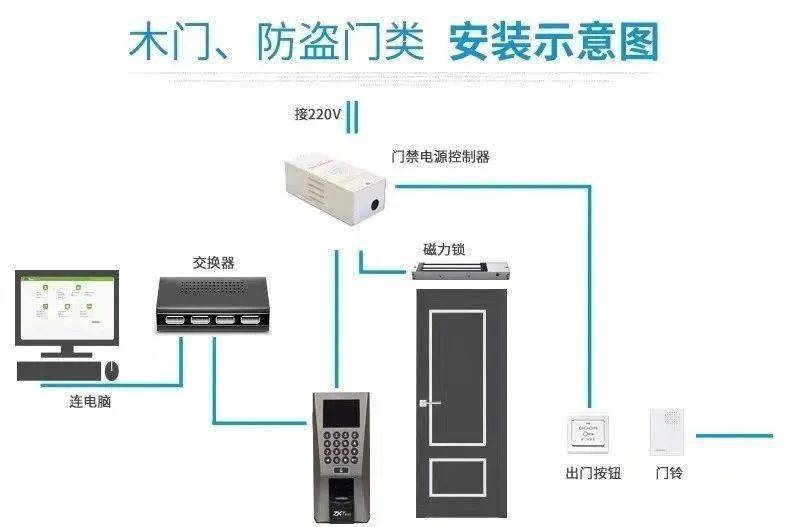 木门、防盗门类 安装示意图
接220V
门禁电源控制器
交换器
磁力锁
连电脑
ZKT
DOOR
出门按钮
门铃